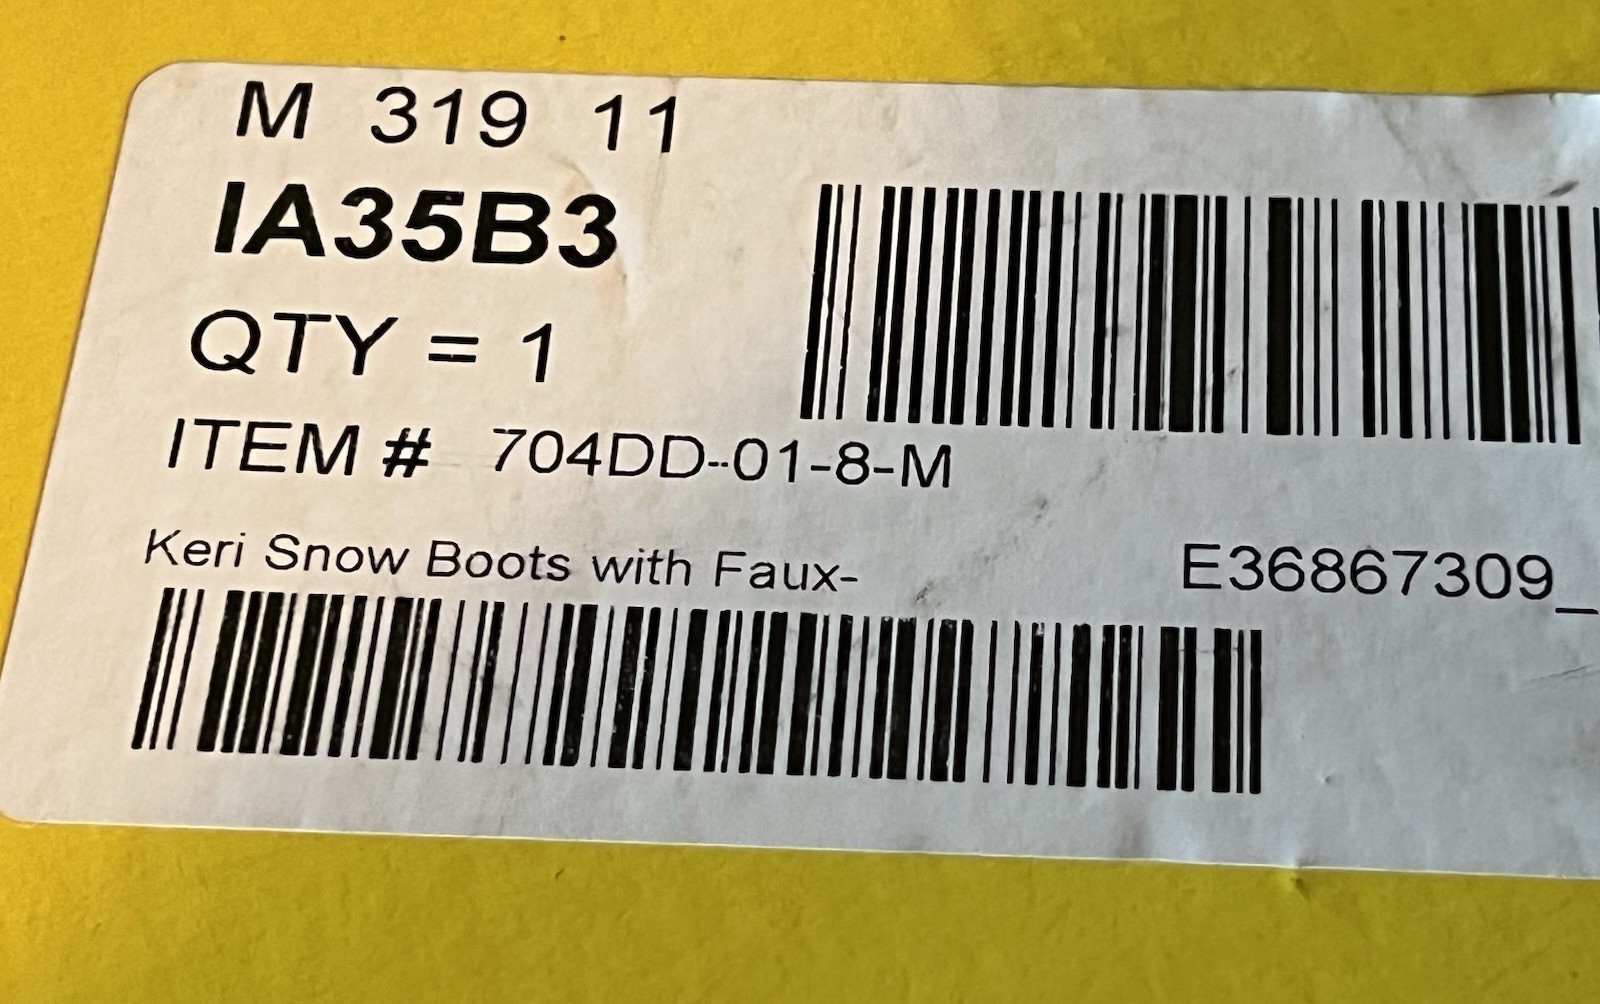 M 319 11
IA35B3
QTY = 1
ITEM # 704DD-01-8-M
Keri Snow Boots with Faux-
E36867309_